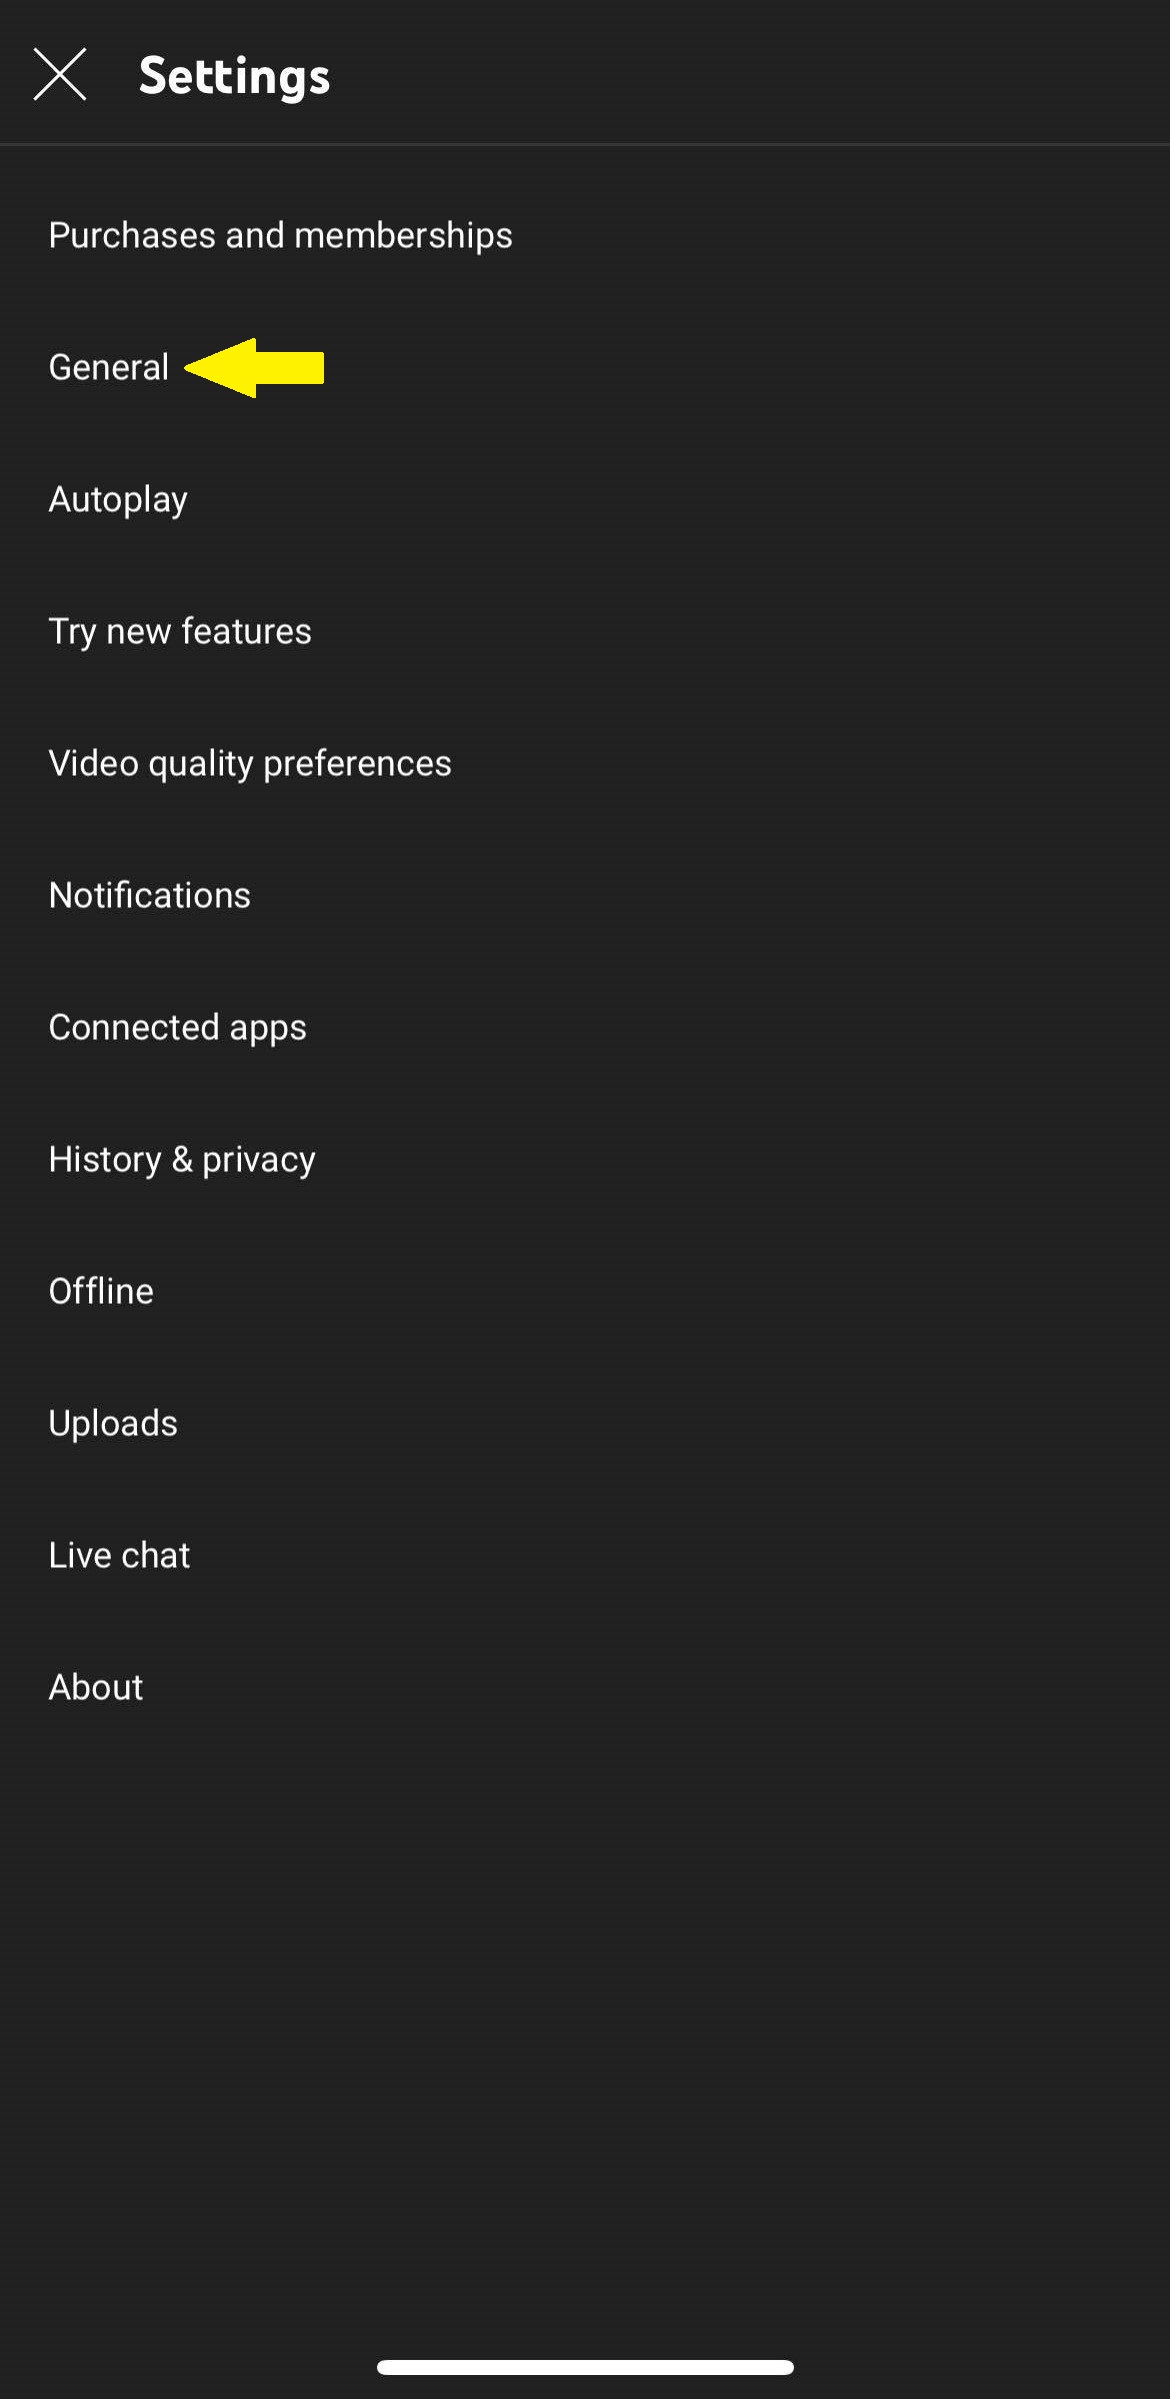 Settings
Purchases and memberships
General
Autoplay
Try new features
Video quality preferences
Notifications
Connected apps
History & privacy
Offline
Uploads
Live chat
About